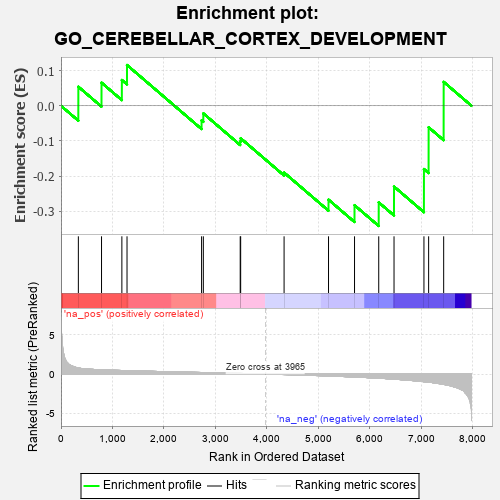 Enrichment plot:
GO_CEREBELLAR_CORTEX_DEVELOPMENT
Enrichment score (ES)
0.1
0.0
-0.1
-0.2
-0.3
'na_pos' (positively correlated)
Ranked list metric (PreRanked)
5
0
-5
Zero cross at 3965
'na_neg' (negatively correlated)
0 1,000 2,000 3,000 4,000 5,000 6,000 7,000 8,000
Rank in Ordered Dataset
Enrichment profile Hits Ranking metric scores